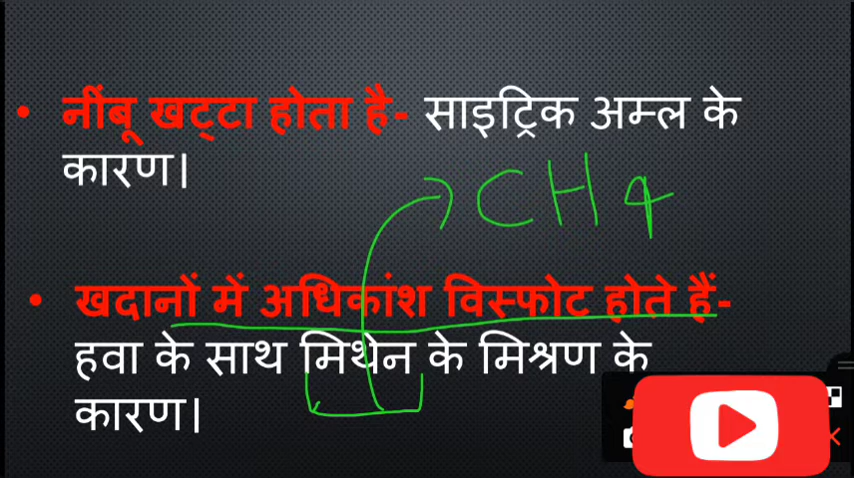 • नींबू खट्टा होता है- साइट्रिक अम्ल के
कारण।
CH4
• खदानों में अधिकांश विस्फोट होते हैं-
हवा के साथ मिथेन के मिश्रण के
कारण।